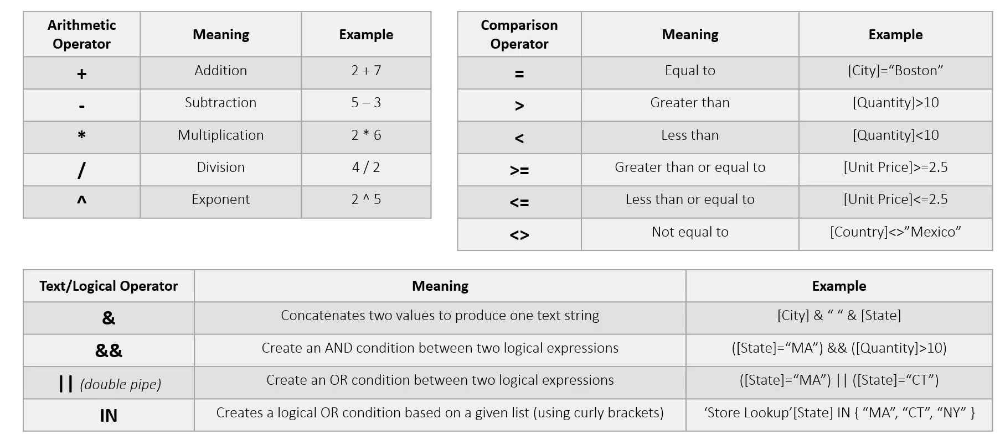 Arithmetic Operator Meaning Example
+ Addition 2 + 7
- Subtraction 5 – 3
* Multiplication 2 * 6
/ Division 4 / 2
^ Exponent 2 ^ 5
Comparison Operator Meaning Example
= Equal to [City]=“Boston”
> Greater than [Quantity]>10
< Less than [Quantity]<10
>= Greater than or equal to [Unit Price]>=2.5
<= Less than or equal to [Unit Price]<=2.5
<> Not equal to [Country]<>”Mexico”
Text/Logical Operator Meaning Example
& Concatenates two values to produce one text string [City] & “ “ & [State]
&& Create an AND condition between two logical expressions ([State]=“MA”) && ([Quantity]>10)
|| (double pipe) Create an OR condition between two logical expressions ([State]=“MA”) || ([State]=“CT”)
IN Creates a logical OR condition based on a given list (using curly brackets) ‘Store Lookup’[State] IN { “MA”, “CT”, “NY” }